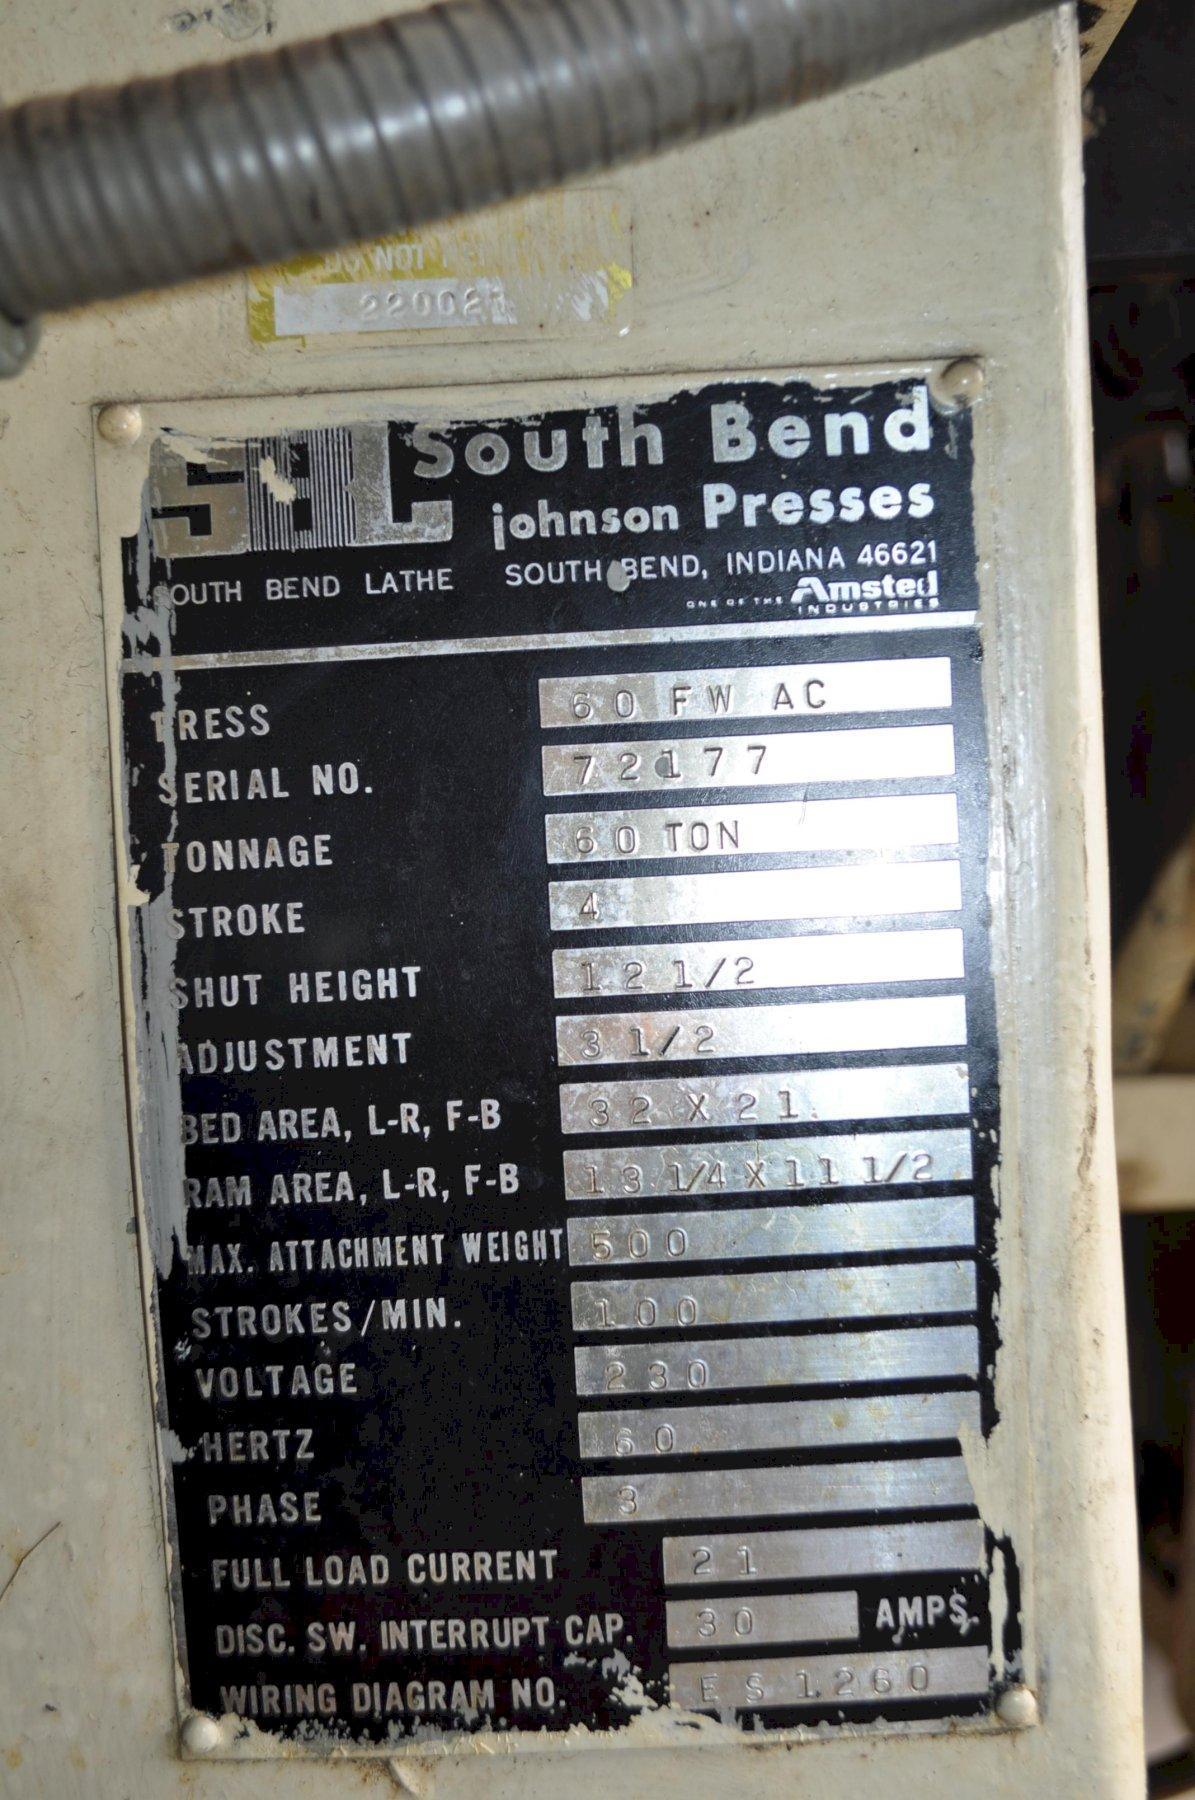 DO NOT
SBL South Bend
johnson Presses
SOUTH BEND LATHE SOUTH BEND, INDIANA 46621
ONE OF THE Amsted
INDUSTRIES
PRESS 60 FW AC
SERIAL NO. 72177
TONNAGE 60 TON
STROKE 4
SHUT HEIGHT 12 1/2
ADJUSTMENT 3 1/2
BED AREA, L-R, F-B 32 X 21
RAM AREA, L-R, F-B 13 1/4 X 11 1/2
MAX. ATTACHMENT WEIGHT 500
STROKES/MIN. 100
VOLTAGE 230
HERTZ 60
PHASE 3
FULL LOAD CURRENT 21
DISC. SW. INTERRUPT CAP. 30 AMPS.
WIRING DIAGRAM NO. ES 1260